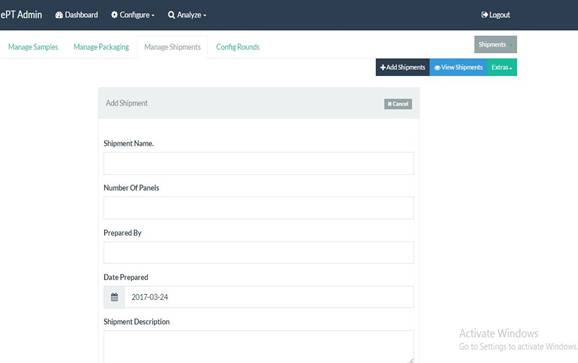 ePT Admin Dashboard Configure Analyze Logout
Manage Samples Manage Packaging Manage Shipments Config Rounds Shipments
Add Shipments View Shipments Extras
Add Shipment Cancel
Shipment Name.
Number Of Panels
Prepared By
Date Prepared
2017-03-24
Shipment Description
Activate Windows
Go to Settings to activate Windows.